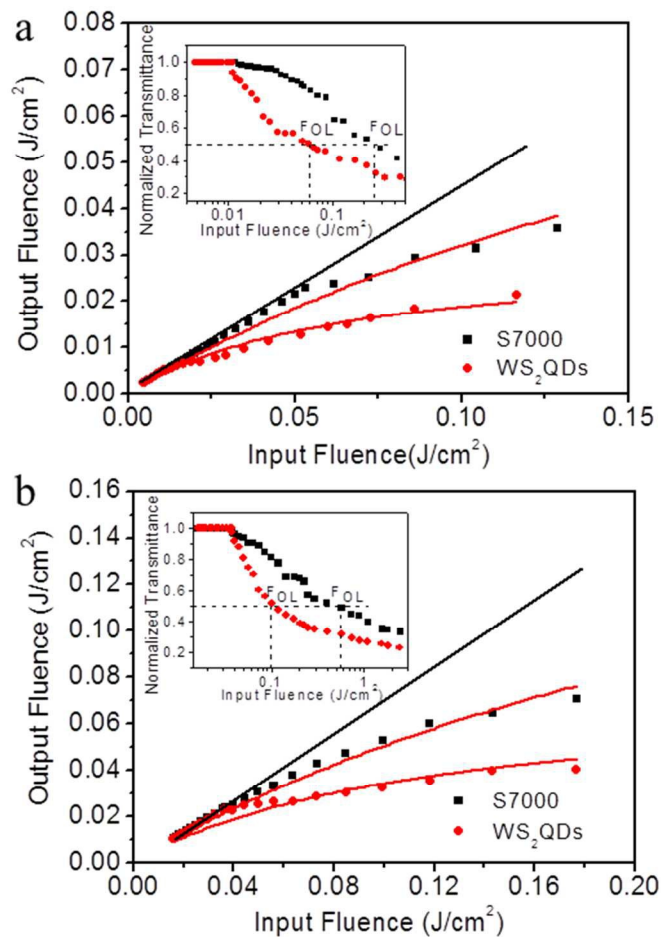 a
Output Fluence (J/cm²)
0.08
0.07
0.06
0.05
0.04
0.03
0.02
0.01
0.00
0.00 0.05 0.10 0.15
Input Fluence(J/cm²)
Normalized Transmittance
1.0
0.8
0.6
0.4
0.2
0.01 0.1
Input Fluence (J/cm²)
F_OL F_OL
S7000
WS₂QDs
b
Output Fluence (J/cm²)
0.16
0.14
0.12
0.10
0.08
0.06
0.04
0.02
0.00
0.00 0.04 0.08 0.12 0.16 0.20
Input Fluence (J/cm²)
Normalized Transmittance
1.0
0.8
0.6
0.4
0.2
0.1 1
Input Fluence (J/cm²)
F_OL F_OL
S7000
WS₂QDs